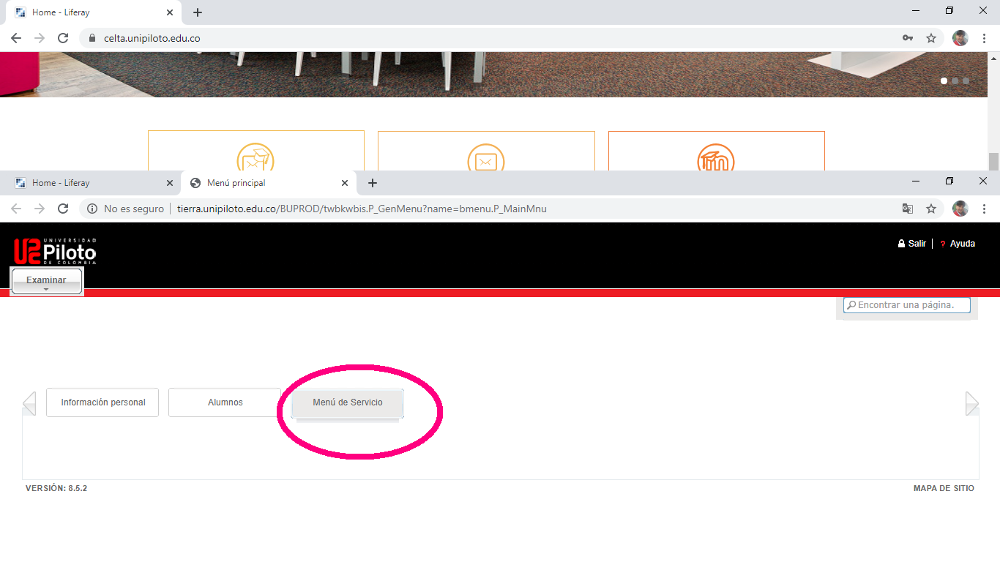 Home - Liferay
celta.unipiloto.edu.co
Home - Liferay
Menú principal
No es seguro
tierra.unipiloto.edu.co/BUPROD/twbkwbis.P_GenMenu?name=bmenu.P_MainMnu
UNIVERSIDAD
Piloto
DE COLOMBIA
Salir
? Ayuda
Examinar
Encontrar una página.
Información personal
Alumnos
Menú de Servicio
VERSIÓN: 8.5.2
MAPA DE SITIO